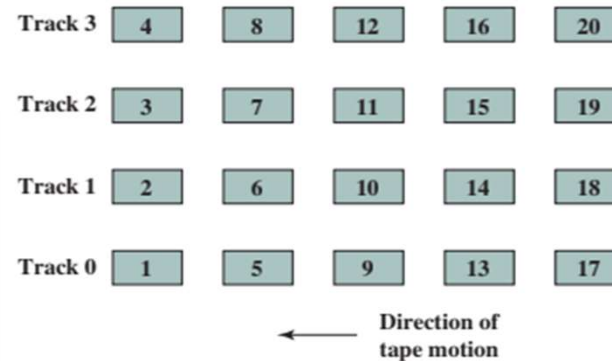 Track 3 4 8 12 16 20
Track 2 3 7 11 15 19
Track 1 2 6 10 14 18
Track 0 1 5 9 13 17
Direction of
tape motion